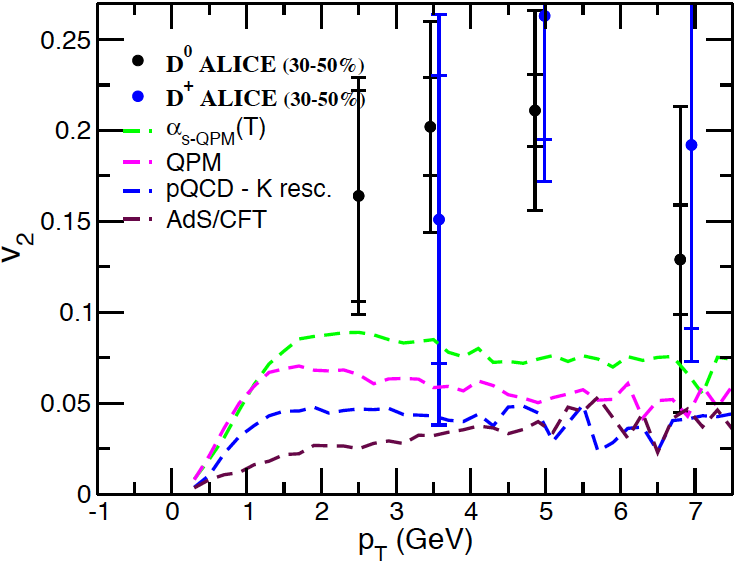 0.25
0.2
0.15
0.1
0.05
0
v2
D0 ALICE (30-50%)
D+ ALICE (30-50%)
αs-QPM(T)
QPM
pQCD - K resc.
AdS/CFT
-1 0 1 2 3 4 5 6 7
pT (GeV)